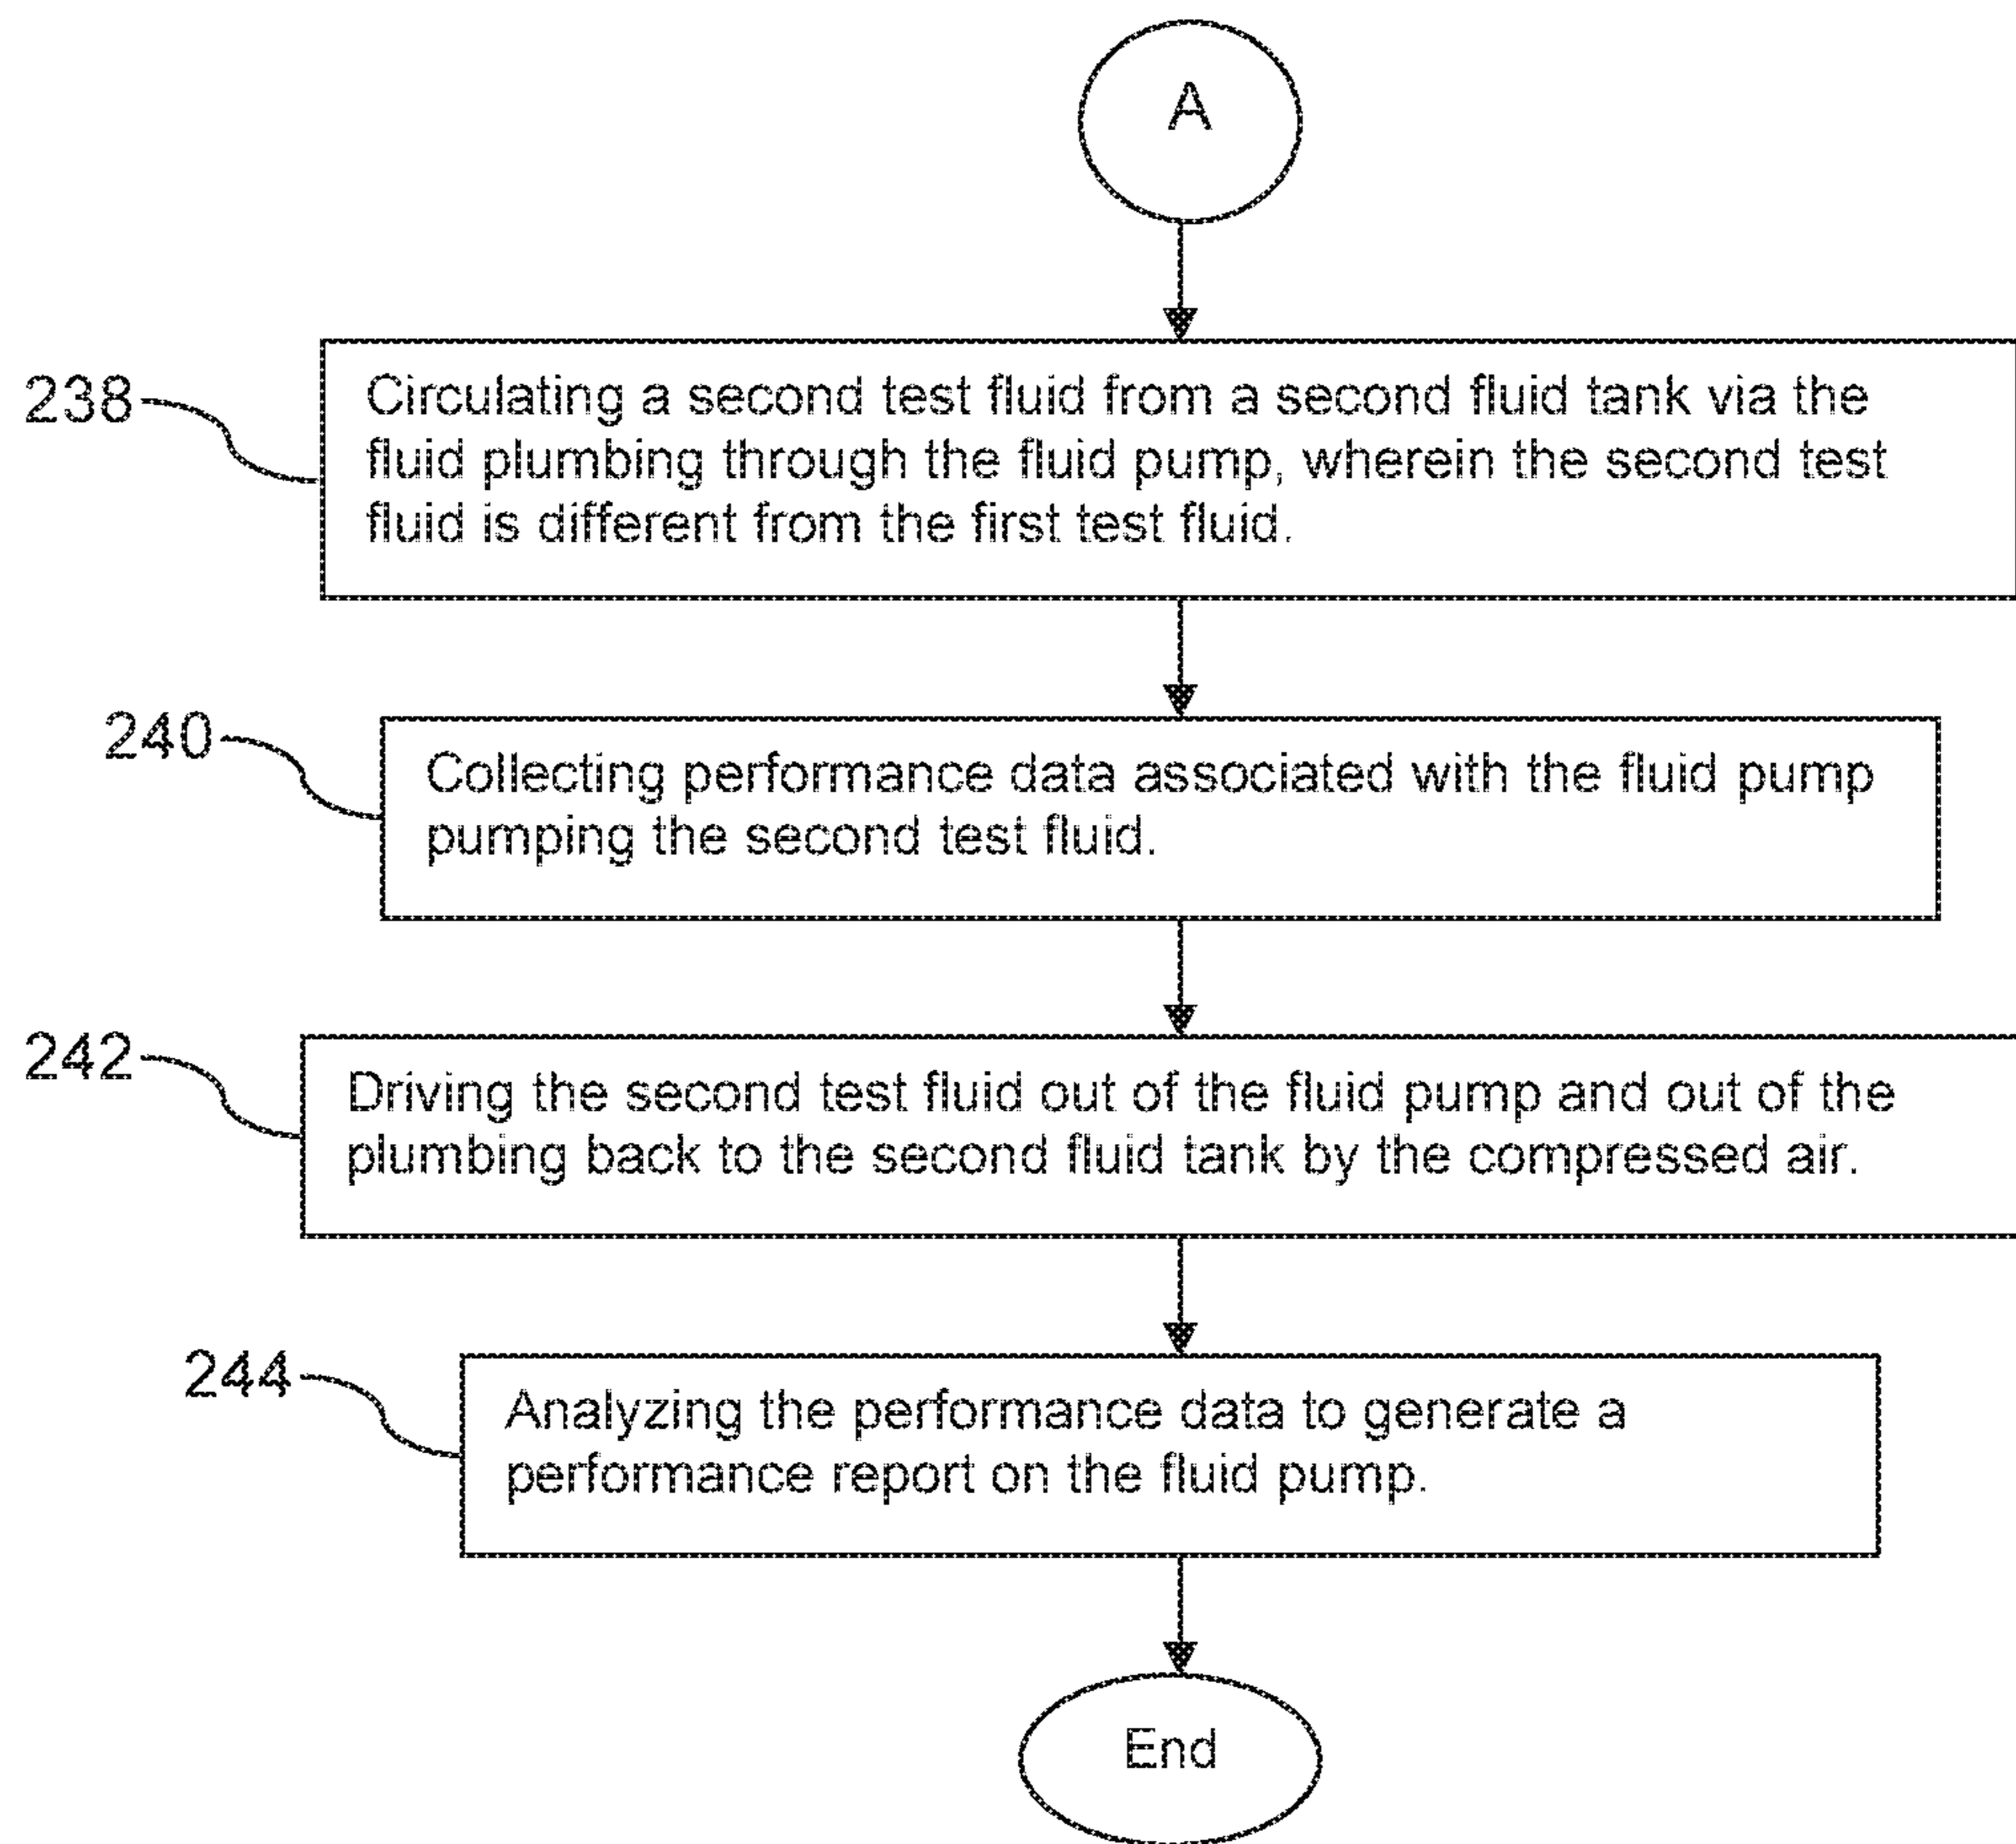 A
238
Circulating a second test fluid from a second fluid tank via the
fluid plumbing through the fluid pump, wherein the second test
fluid is different from the first test fluid.
240
Collecting performance data associated with the fluid pump
pumping the second test fluid.
242
Driving the second test fluid out of the fluid pump and out of the
plumbing back to the second fluid tank by the compressed air.
244
Analyzing the performance data to generate a
performance report on the fluid pump.
End